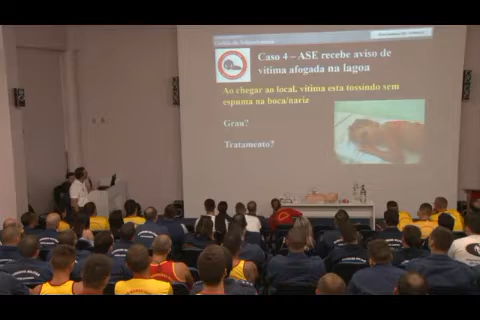 Caso 4 – ASE recebe aviso de
vítima afogada na lagoa
Ao chegar ao local, vítima esta tossindo sem
espuma na boca/nariz
Grau?
Tratamento?